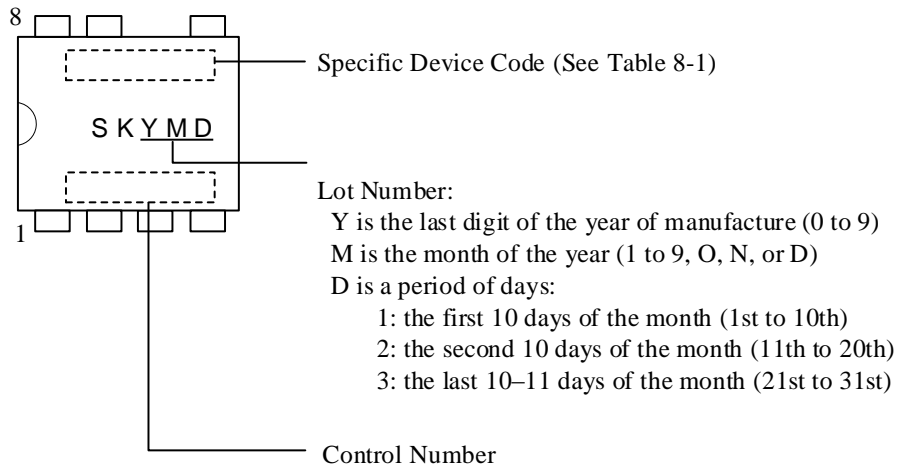 8
Specific Device Code (See Table 8-1)
S K Y M D
Lot Number:
1
Y is the last digit of the year of manufacture (0 to 9)
M is the month of the year (1 to 9, O, N, or D)
D is a period of days:
1: the first 10 days of the month (1st to 10th)
2: the second 10 days of the month (11th to 20th)
3: the last 10–11 days of the month (21st to 31st)
Control Number